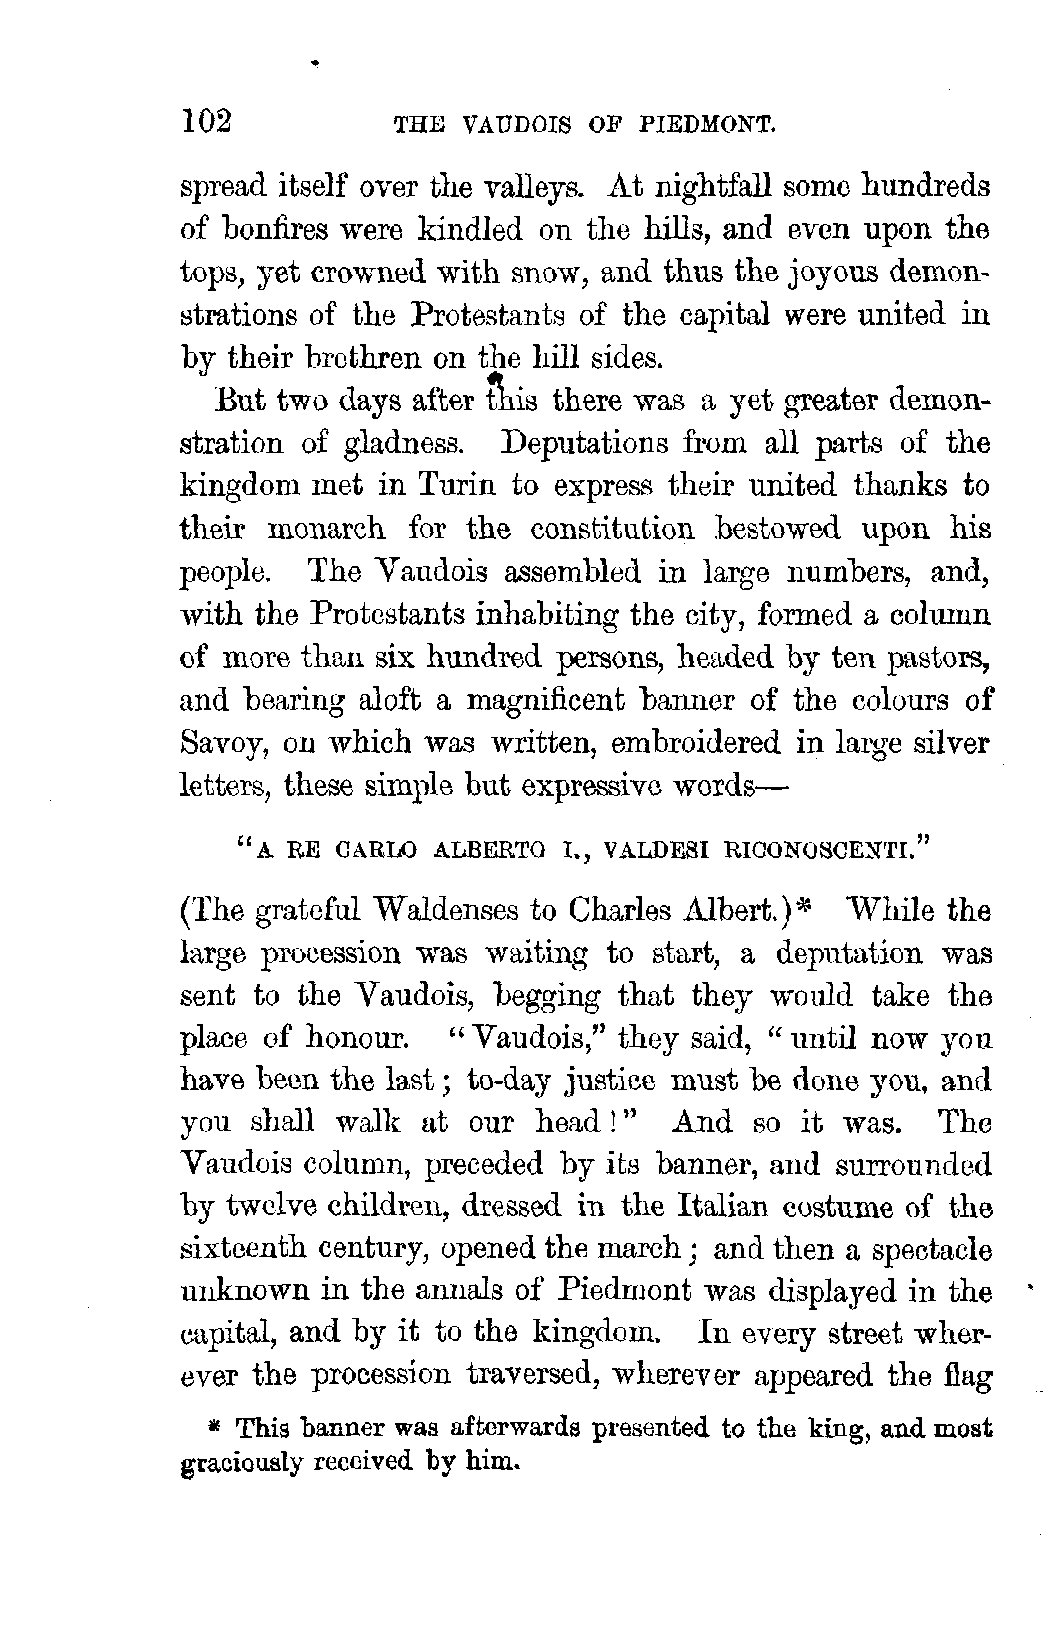 102 THE VAUDOIS OF PIEDMONT.
spread itself over the valleys. At nightfall some hundreds
of bonfires were kindled on the hills, and even upon the
tops, yet crowned with snow, and thus the joyous demon-
strations of the Protestants of the capital were united in
by their brethren on the hill sides.
But two days after this there was a yet greater demon-
stration of gladness. Deputations from all parts of the
kingdom met in Turin to express their united thanks to
their monarch for the constitution bestowed upon his
people. The Vaudois assembled in large numbers, and,
with the Protestants inhabiting the city, formed a column
of more than six hundred persons, headed by ten pastors,
and bearing aloft a magnificent banner of the colours of
Savoy, on which was written, embroidered in large silver
letters, these simple but expressive words—
"A RE CARLO ALBERTO I., VALDESI RICONOSCENTI."
(The grateful Waldenses to Charles Albert.)* While the
large procession was waiting to start, a deputation was
sent to the Vaudois, begging that they would take the
place of honour. "Vaudois," they said, "until now you
have been the last; to-day justice must be done you, and
you shall walk at our head!" And so it was. The
Vaudois column, preceded by its banner, and surrounded
by twelve children, dressed in the Italian costume of the
sixteenth century, opened the march; and then a spectacle
unknown in the annals of Piedmont was displayed in the
capital, and by it to the kingdom. In every street wher-
ever the procession traversed, wherever appeared the flag
* This banner was afterwards presented to the king, and most
graciously received by him.